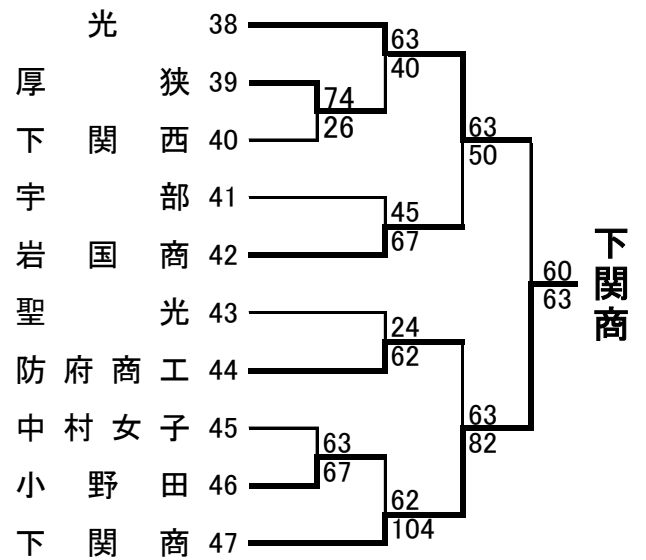 光 38
厚狭 39
下関西 40
宇部 41
岩国商 42
聖光 43
防府商工 44
中村女子 45
小野田 46
下関商 47
74
26
63
67
63
40
45
67
24
62
62
104
63
50
63
82
60
63
下関商